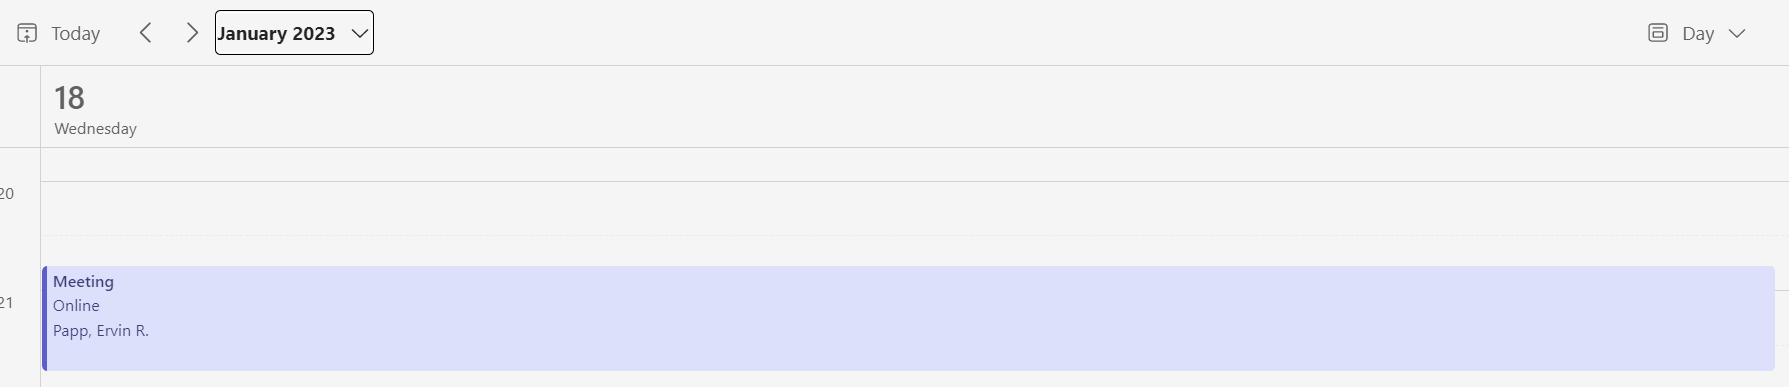 Today January 2023 Day
18
Wednesday
20
Meeting
Online
21
Papp, Ervin R.